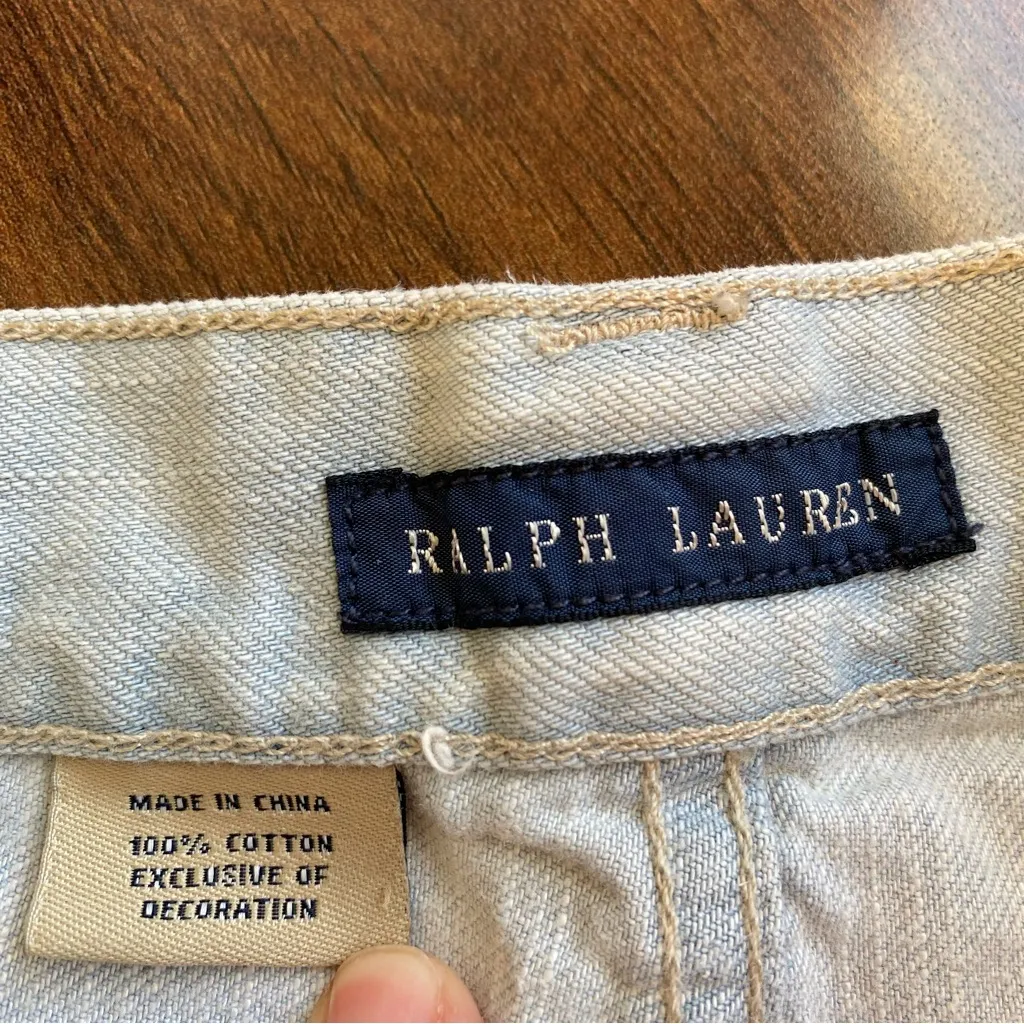 RALPH LAUREN
MADE IN CHINA
100% COTTON
EXCLUSIVE OF
DECORATION